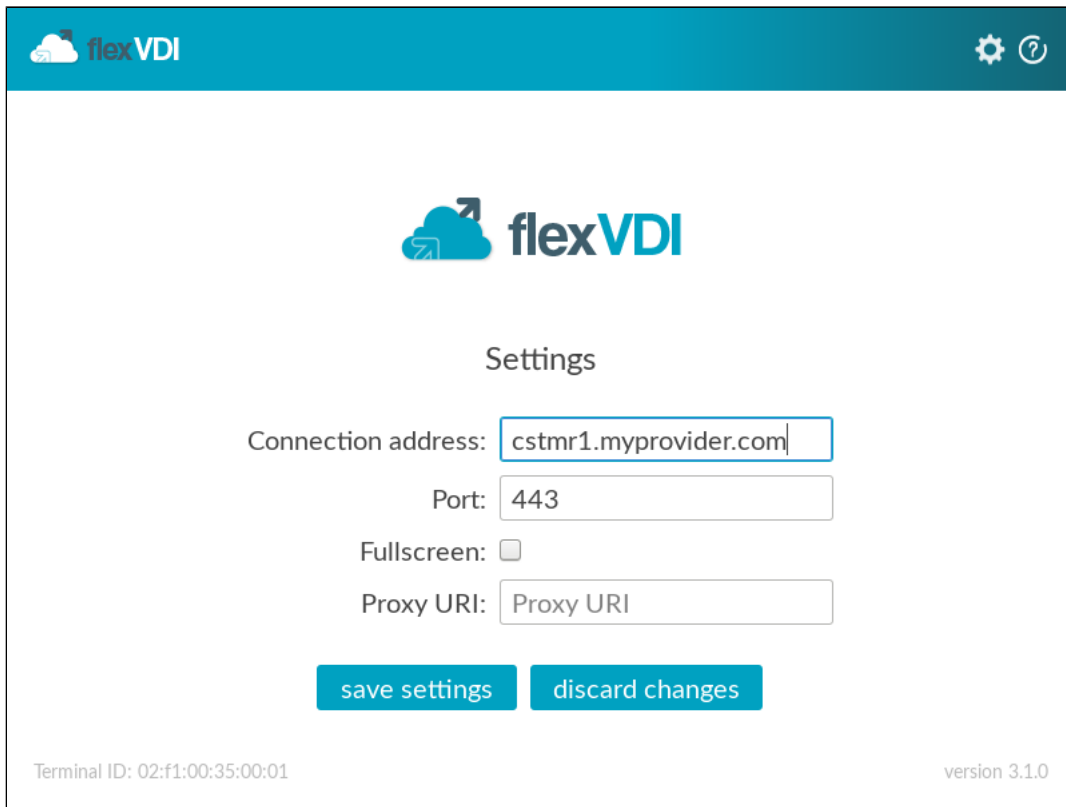 flexVDI
flexVDI
Settings
Connection address: cstmr1.myprovider.com
Port: 443
Fullscreen:
Proxy URI: Proxy URI
save settings discard changes
Terminal ID: 02:f1:00:35:00:01 version 3.1.0